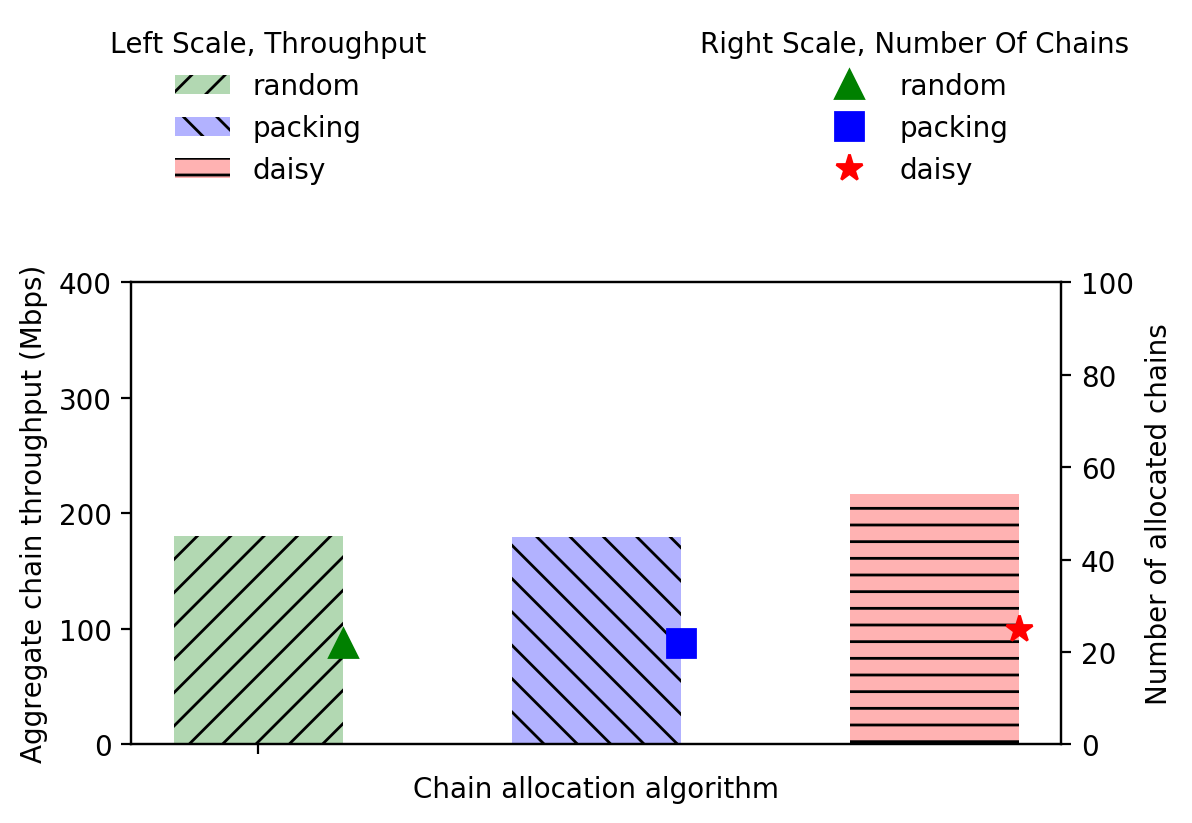 Left Scale, Throughput
random
packing
daisy
Right Scale, Number Of Chains
random
packing
daisy
Aggregate chain throughput (Mbps)
400
300
200
100
0
100
80
60
40
20
0
Number of allocated chains
Chain allocation algorithm